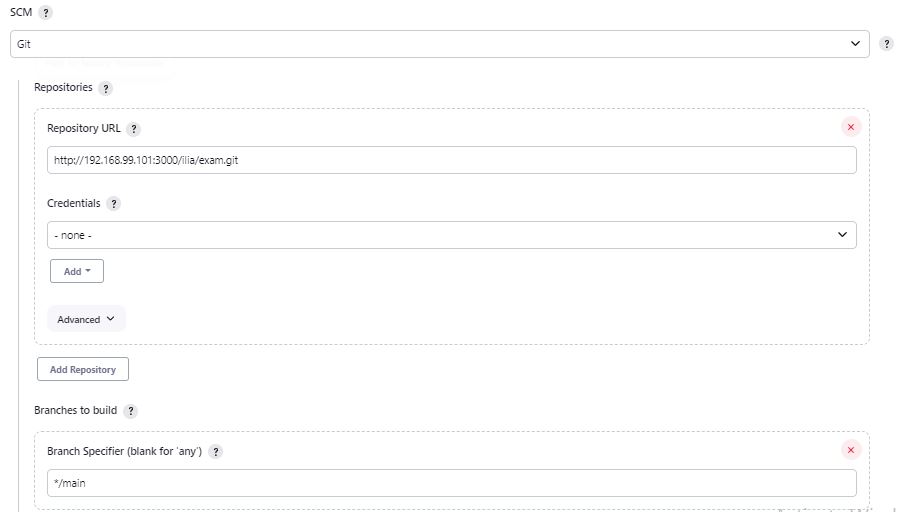 SCM ?
Git
?
Repositories ?
Repository URL ?
http://192.168.99.101:3000/ilia/exam.git
Credentials ?
- none -
Add
Advanced
Add Repository
Branches to build ?
Branch Specifier (blank for 'any') ?
*/main